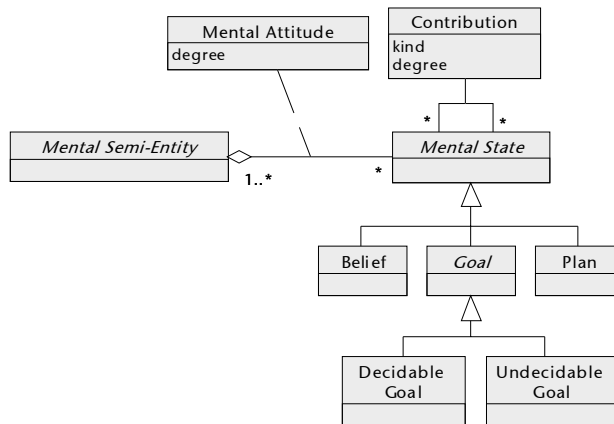 Mental Attitude
degree
Contribution
kind
degree
* *
Mental Semi-Entity
Mental State
1..* *
Belief
Goal
Plan
Decidable
Goal
Undecidable
Goal